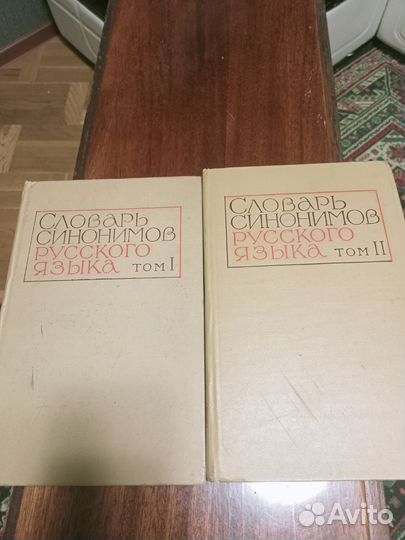 СЛОВАРЬ
СИНОНИМОВ
РУССКОГО
ЯЗЫКА ТОМ I
СЛОВАРЬ
СИНОНИМОВ
РУССКОГО
ЯЗЫКА ТОМ II
Avito